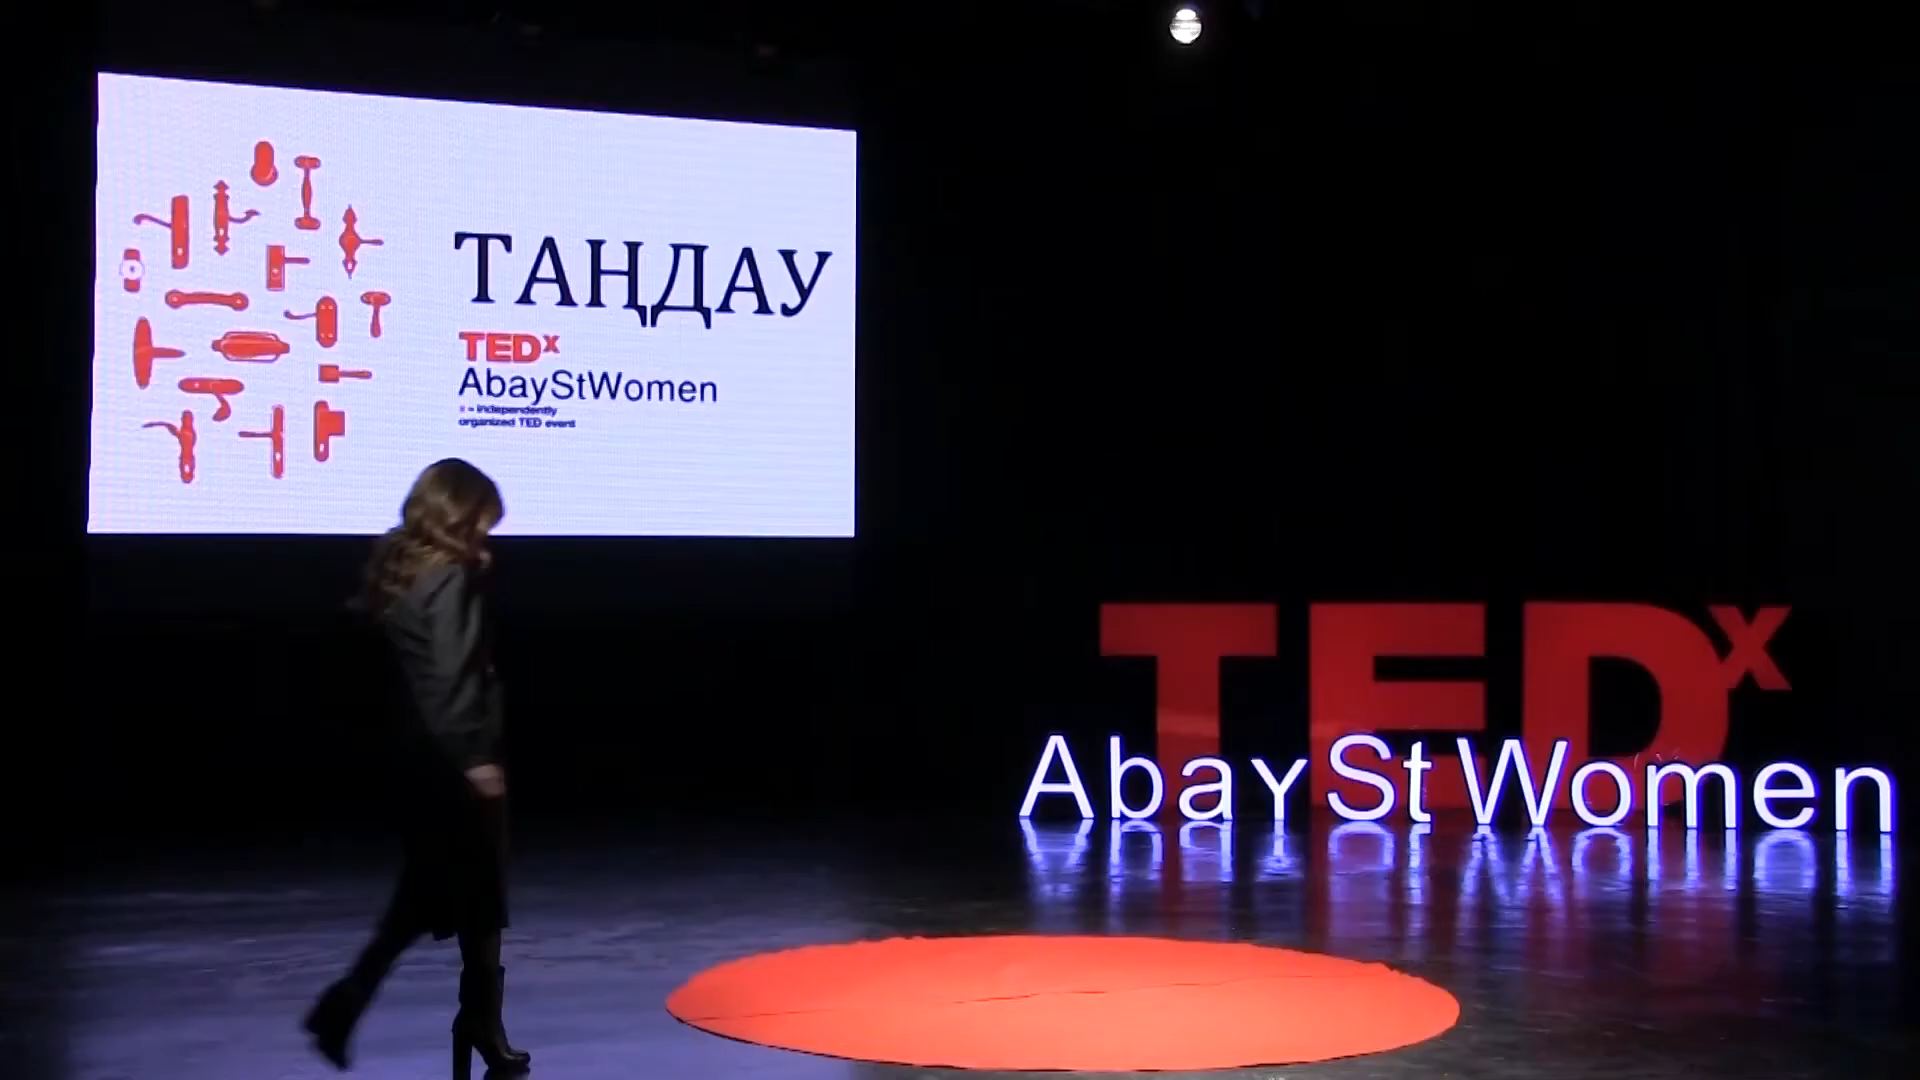 ТАҢДАУ
TEDx
AbayStWomen
x = independently
organized TED event
TEDx
AbayStWomen